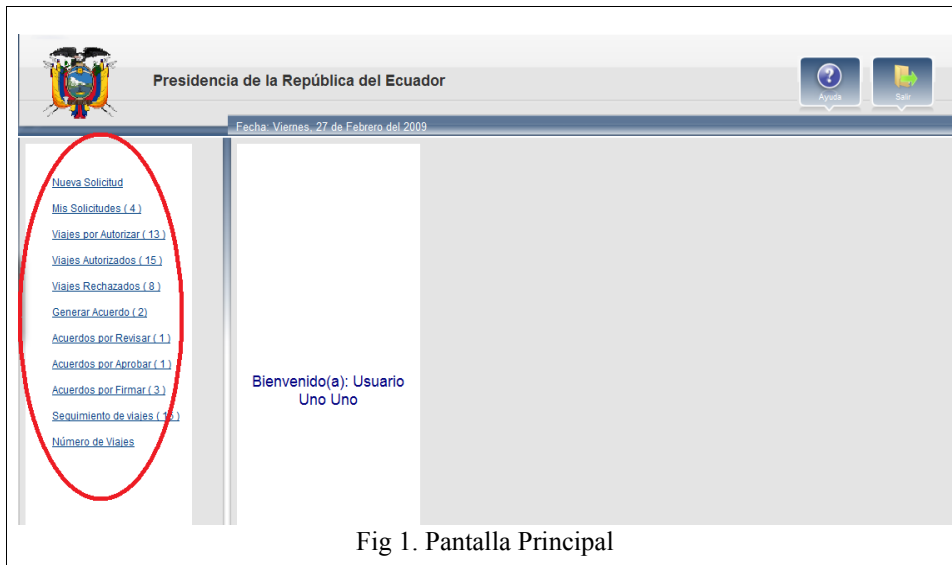 Presidencia de la República del Ecuador
Ayuda
Salir
Fecha: Viernes, 27 de Febrero del 2009
Nueva Solicitud
Mis Solicitudes ( 4 )
Viajes por Autorizar ( 13 )
Viajes Autorizados ( 15 )
Viajes Rechazados ( 8 )
Generar Acuerdo ( 2)
Acuerdos por Revisar ( 1 )
Acuerdos por Aprobar ( 1 )
Acuerdos por Firmar ( 3 )
Seguimiento de viajes ( 15 )
Número de Viajes
Bienvenido(a): Usuario
Uno Uno
Fig 1. Pantalla Principal